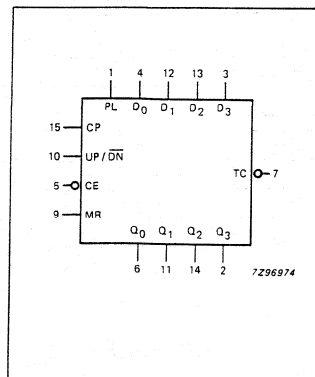 1 4 12 13 3
PL D0 D1 D2 D3
15 CP
10 UP/D̅N̅
TC 7
5 CE
9 MR
Q0 Q1 Q2 Q3
6 11 14 2
7Z96974